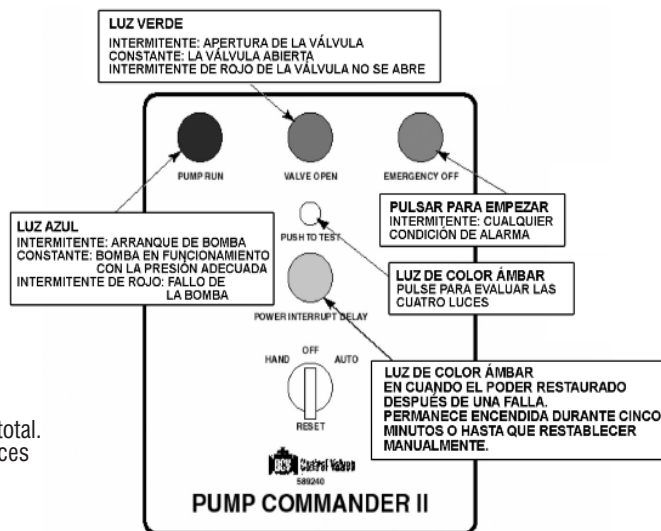 LUZ VERDE
INTERMITENTE: APERTURA DE LA VÁLVULA
CONSTANTE: LA VÁLVULA ABIERTA
INTERMITENTE DE ROJO DE LA VÁLVULA NO SE ABRE
PUMP RUN
VALVE OPEN
EMERGENCY OFF
LUZ AZUL
INTERMITENTE: ARRANQUE DE BOMBA
CONSTANTE: BOMBA EN FUNCIONAMIENTO
CON LA PRESIÓN ADECUADA
INTERMITENTE DE ROJO: FALLO DE
LA BOMBA
PULSAR PARA EMPEZAR
INTERMITENTE: CUALQUIER
CONDICIÓN DE ALARMA
PUSH TO TEST
LUZ DE COLOR ÁMBAR
PULSE PARA EVALUAR LAS
CUATRO LUCES
POWER INTERRUPT DELAY
HAND
OFF
AUTO
RESET
LUZ DE COLOR ÁMBAR
EN CUANDO EL PODER RESTAURADO
DESPUÉS DE UNA FALLA.
PERMANECE ENCENDIDA DURANTE CINCO
MINUTOS O HASTA QUE RESTABLECER
MANUALMENTE.
total.
ces
Control Valves
589240
PUMP COMMANDER II